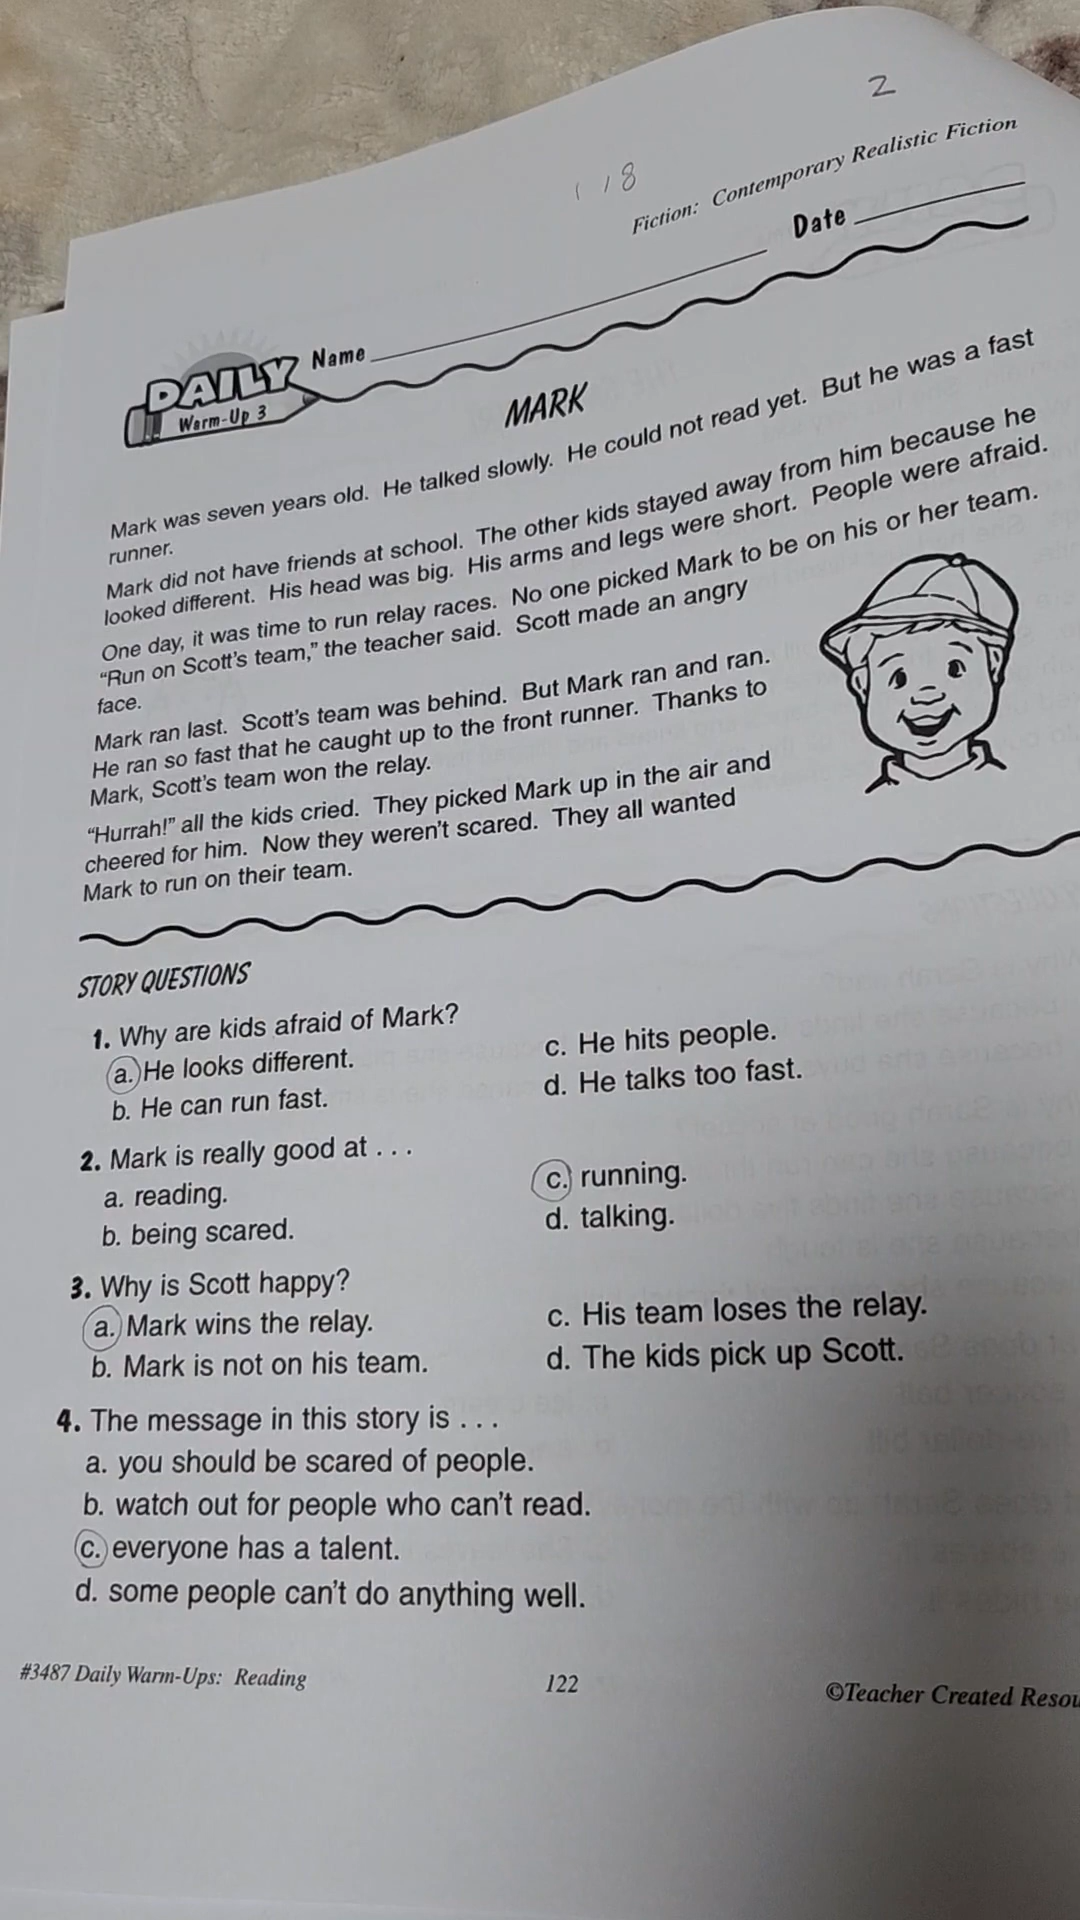 2
118
Fiction: Contemporary Realistic Fiction
Name
Date
DAILY
Warm-Up 3
MARK
Mark was seven years old. He talked slowly. He could not read yet. But he was a fast
runner.
Mark did not have friends at school. The other kids stayed away from him because he
looked different. His head was big. His arms and legs were short. People were afraid.
One day, it was time to run relay races. No one picked Mark to be on his or her team.
“Run on Scott’s team,” the teacher said. Scott made an angry
face.
Mark ran last. Scott’s team was behind. But Mark ran and ran.
He ran so fast that he caught up to the front runner. Thanks to
Mark, Scott’s team won the relay.
“Hurrah!” all the kids cried. They picked Mark up in the air and
cheered for him. Now they weren’t scared. They all wanted
Mark to run on their team.
STORY QUESTIONS
1. Why are kids afraid of Mark?
a. He looks different.
b. He can run fast.
c. He hits people.
d. He talks too fast.
2. Mark is really good at . . .
a. reading.
b. being scared.
c. running.
d. talking.
3. Why is Scott happy?
a. Mark wins the relay.
b. Mark is not on his team.
c. His team loses the relay.
d. The kids pick up Scott.
4. The message in this story is . . .
a. you should be scared of people.
b. watch out for people who can’t read.
c. everyone has a talent.
d. some people can’t do anything well.
#3487 Daily Warm-Ups: Reading
122
©Teacher Created Resou